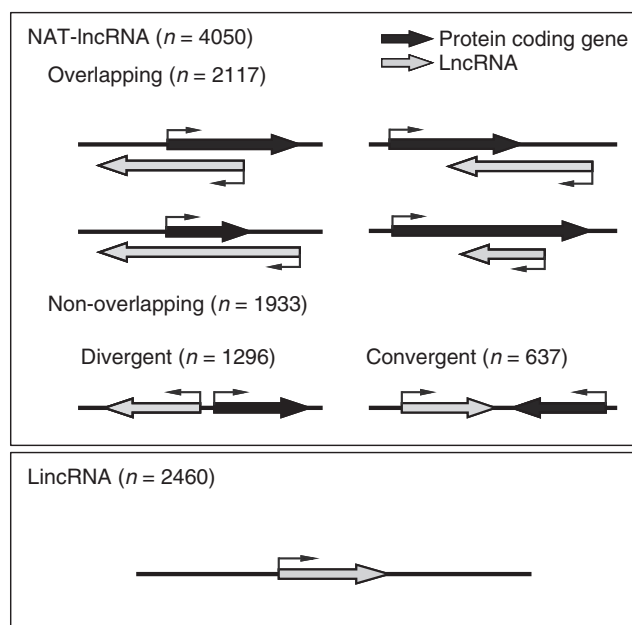 NAT-lncRNA (n = 4050)
Protein coding gene
LncRNA
Overlapping (n = 2117)
Non-overlapping (n = 1933)
Divergent (n = 1296)
Convergent (n = 637)
LincRNA (n = 2460)